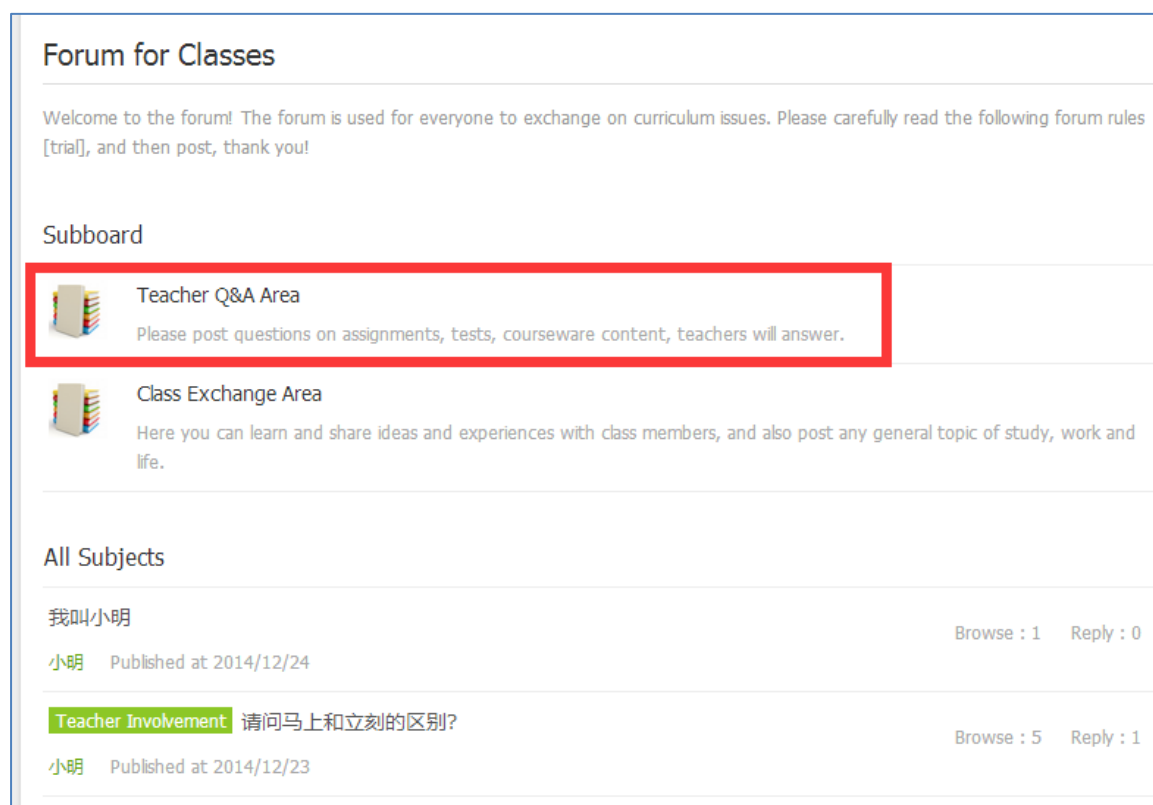 Forum for Classes
Welcome to the forum! The forum is used for everyone to exchange on curriculum issues. Please carefully read the following forum rules
[trial], and then post, thank you!
Subboard
Teacher Q&A Area
Please post questions on assignments, tests, courseware content, teachers will answer.
Class Exchange Area
Here you can learn and share ideas and experiences with class members, and also post any general topic of study, work and
life.
All Subjects
我叫小明
Browse : 1 Reply : 0
小明 Published at 2014/12/24
Teacher Involvement 请问马上和立刻的区别?
Browse : 5 Reply : 1
小明 Published at 2014/12/23